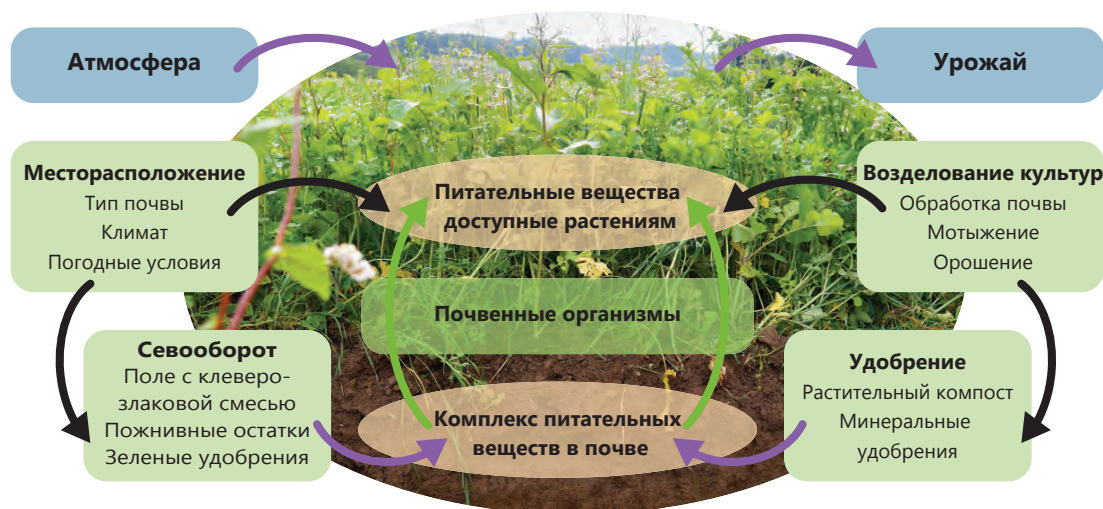 Атмосфера
Урожай
Месторасположение
Тип почвы
Климат
Погодные условия
Питательные вещества
доступные растениям
Возделование культур
Обработка почвы
Мотыжение
Орошение
Почвенные организмы
Севооборот
Поле с клеверо-
злаковой смесью
Пожнивные остатки
Зеленые удобрения
Комплекс питательных
веществ в почве
Удобрение
Растительный компост
Минеральные
удобрения